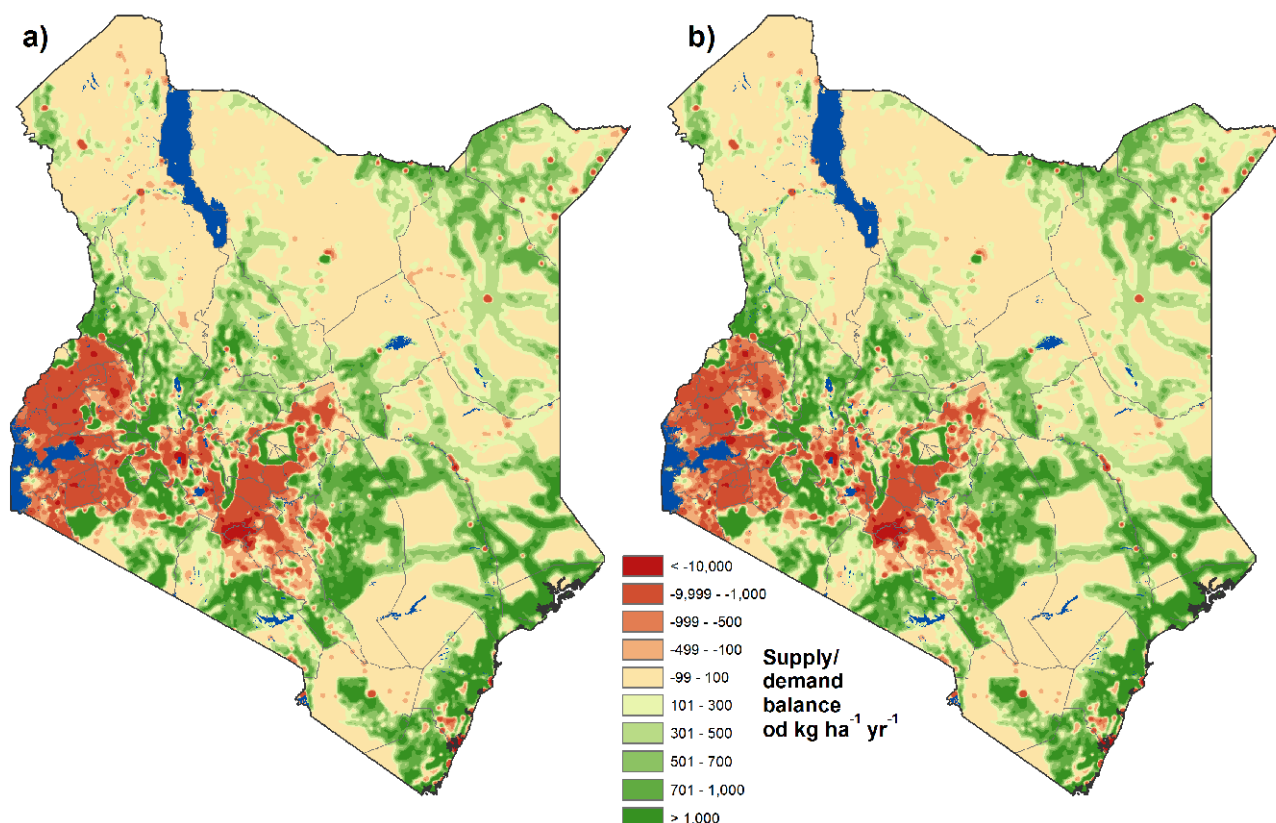 a)
b)
< -10,000
-9,999 - -1,000
-999 - -500
-499 - -100
-99 - 100
101 - 300
301 - 500
501 - 700
701 - 1,000
> 1,000
Supply/
demand
balance
od kg ha⁻¹ yr⁻¹